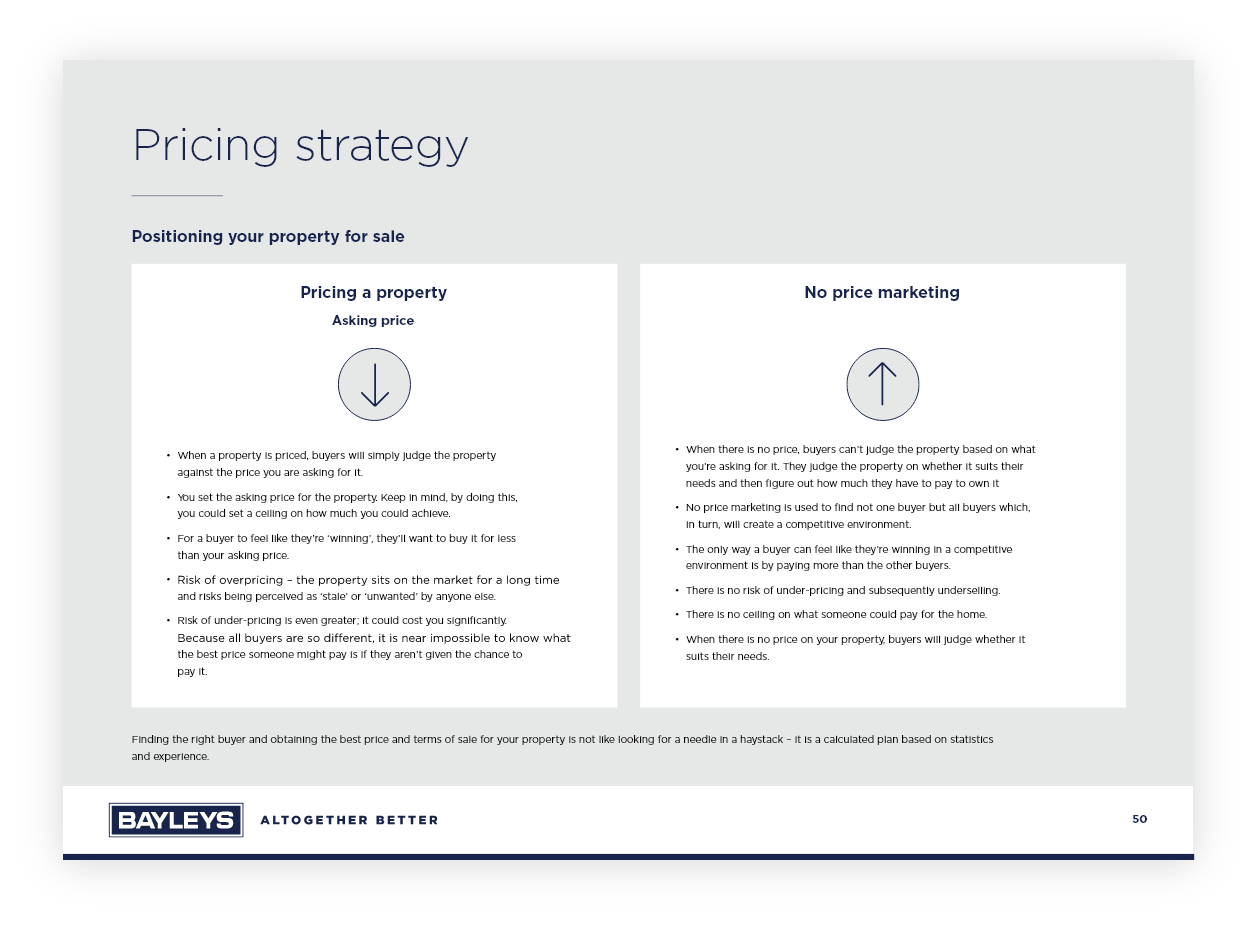 Pricing strategy
Positioning your property for sale
Pricing a property
Asking price
• When a property is priced, buyers will simply judge the property
against the price you are asking for it.
• You set the asking price for the property. Keep in mind, by doing this,
you could set a ceiling on how much you could achieve.
• For a buyer to feel like they're ‘winning’, they'll want to buy it for less
than your asking price.
• Risk of overpricing – the property sits on the market for a long time
and risks being perceived as ‘stale’ or ‘unwanted’ by anyone else.
• Risk of under-pricing is even greater; it could cost you significantly.
Because all buyers are so different, it is near impossible to know what
the best price someone might pay is if they aren’t given the chance to
pay it.
No price marketing
• When there is no price, buyers can’t judge the property based on what
you’re asking for it. They judge the property on whether it suits their
needs and then figure out how much they have to pay to own it
• No price marketing is used to find not one buyer but all buyers which,
in turn, will create a competitive environment.
• The only way a buyer can feel like they’re winning in a competitive
environment is by paying more than the other buyers.
• There is no risk of under-pricing and subsequently underselling.
• There is no ceiling on what someone could pay for the home.
• When there is no price on your property, buyers will judge whether it
suits their needs.
Finding the right buyer and obtaining the best price and terms of sale for your property is not like looking for a needle in a haystack – it is a calculated plan based on statistics
and experience.
BAYLEYS ALTOGETHER BETTER
50